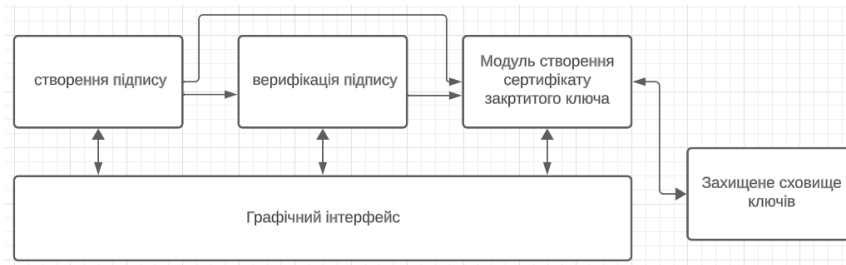 створення підпису
верифікація підпису
Модуль створення
сертифікату
закртитого ключа
Захищене сховище
ключів
Графічний інтерфейс